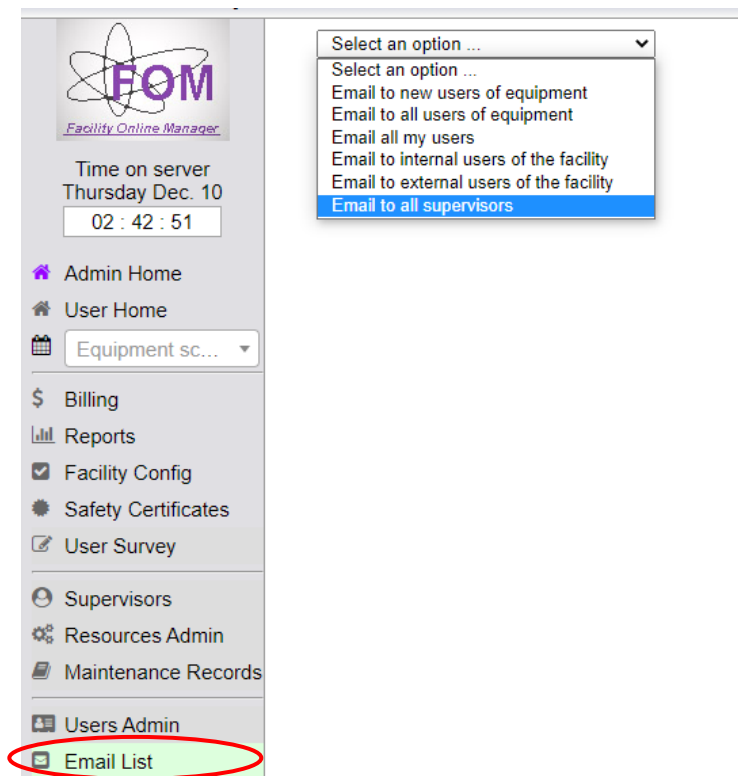 FOM
Facility Online Manager
Time on server
Thursday Dec. 10
02 : 42 : 51
Admin Home
User Home
Equipment sc...
$ Billing
Reports
Facility Config
Safety Certificates
User Survey
Supervisors
Resources Admin
Maintenance Records
Users Admin
Email List
Select an option ...
Select an option ...
Email to new users of equipment
Email to all users of equipment
Email all my users
Email to internal users of the facility
Email to external users of the facility
Email to all supervisors